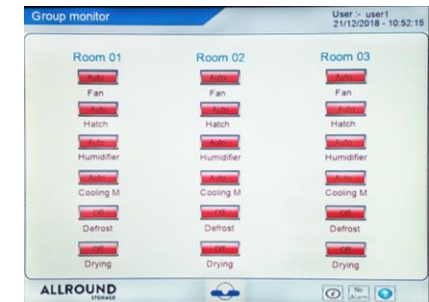 Group monitor
User :- user1
21/12/2018 - 10:52:15
Room 01 Room 02 Room 03
Auto Auto Auto
Fan Fan Fan
Auto Auto Auto
Hatch Hatch Hatch
Auto Auto Auto
Humidifier Humidifier Humidifier
Auto Auto Auto
Cooling M Cooling M Cooling M
Off Off Off
Defrost Defrost Defrost
Off Off Off
Drying Drying Drying
ALLROUND
STORAGE
No
Alarm